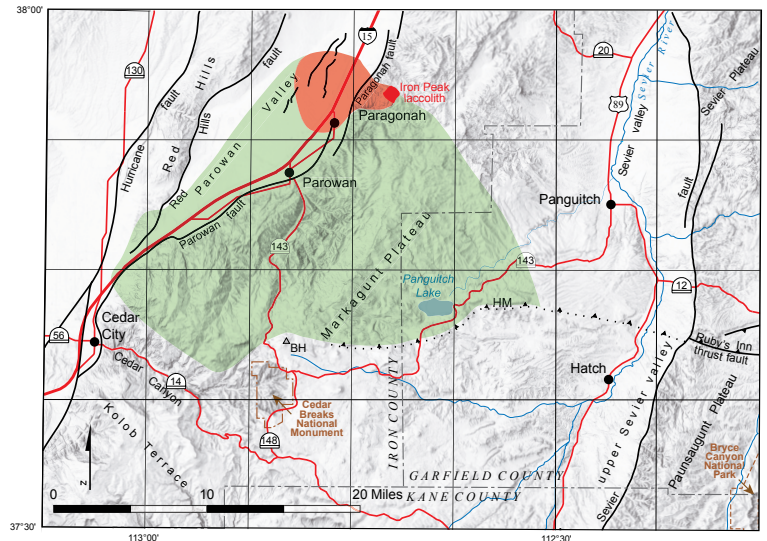 38°00'
130
Hurricane
fault
Red Hills
Red Hills
fault
Parowan Valley
15
Paragonah fault
Iron Peak
laccolith
Paragonah
Parowan
Parowan fault
143
Markagunt Plateau
Panguitch
Lake
143
HM
BH
20
89
Sevier River
Sevier valley
Sevier Plateau
Sevier
fault
Panguitch
12
Ruby's Inn
thrust fault
Hatch
upper Sevier valley
Paunsaugunt Plateau
Bryce
Canyon
National
Park
Cedar
City
56
Cedar Canyon
14
Cedar
Breaks
National
Monument
148
Kolob Terrace
IRON COUNTY
GARFIELD COUNTY
KANE COUNTY
z
0
10
20 Miles
37°30'
113°00'
112°30'